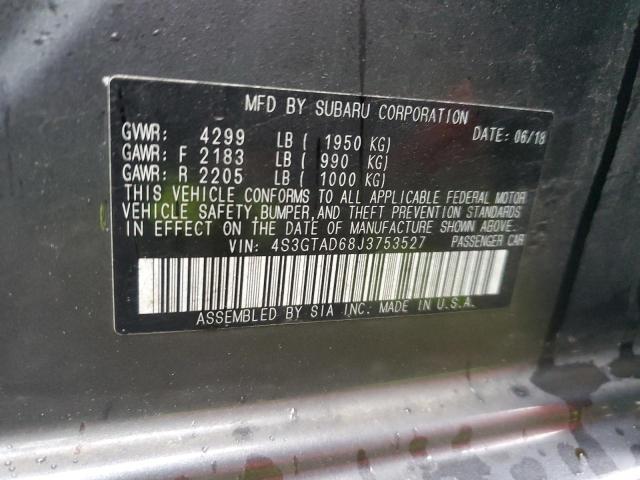 MFD BY SUBARU CORPORATION
GVWR: 4299 LB ( 1950 KG) DATE: 06/18
GAWR: F 2183 LB ( 990 KG)
GAWR: R 2205 LB ( 1000 KG)
THIS VEHICLE CONFORMS TO ALL APPLICABLE FEDERAL MOTOR
VEHICLE SAFETY, BUMPER, AND THEFT PREVENTION STANDARDS
IN EFFECT ON THE DATE OF MANUFACTURE SHOWN ABOVE.
VIN: 4S3GTAD68J3753527 PASSENGER CAR
ASSEMBLED BY SIA INC. MADE IN U.S.A.